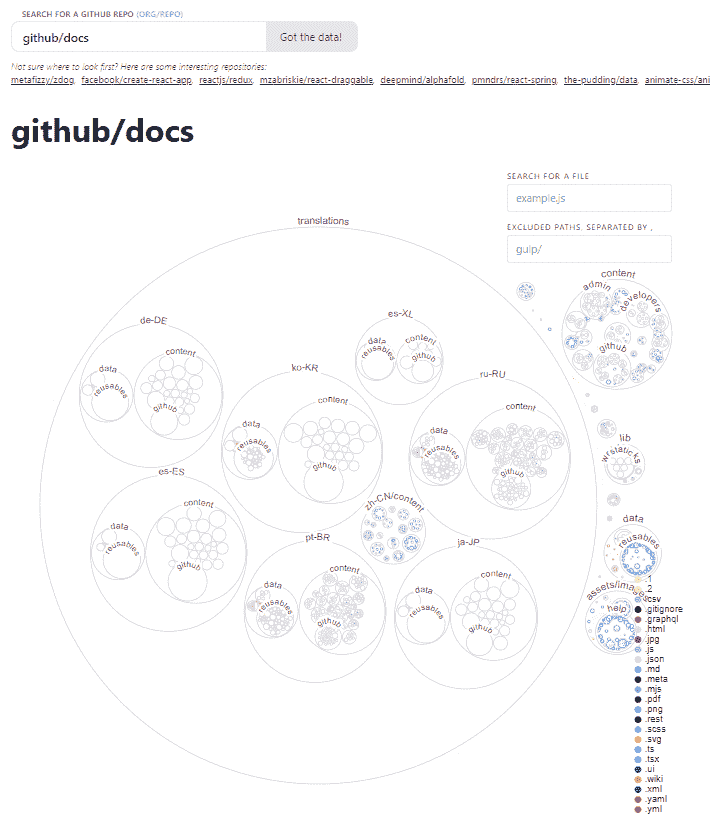 SEARCH FOR A GITHUB REPO (ORG/REPO)
github/docs Got the data!
Not sure where to look first? Here are some interesting repositories:
metafizzy/zdog, facebook/create-react-app, reactjs/redux, mzabriskie/react-draggable, deepmind/alphafold, pmndrs/react-spring, the-pudding/data, animate-css/ani
github/docs
SEARCH FOR A FILE
example.js
EXCLUDED PATHS, SEPARATED BY ,
gulp/
translations
content
admin
developers
github
de-DE
data
reusables
content
github
es-XL
data
reusables
content
github
ko-KR
data
reusables
content
github
ru-RU
data
reusables
content
github
lib
es-ES
data
reusables
content
github
zh-CN/content
pt-BR
data
reusables
content
github
ja-JP
data
reusables
content
github
data
reusables
assets/images
help
.1
.2
.csv
.gitignore
.graphql
.html
.jpg
.js
.json
.md
.meta
.mjs
.pdf
.png
.rest
.scss
.svg
.ts
.tsx
.ui
.wiki
.xml
.yaml
.yml